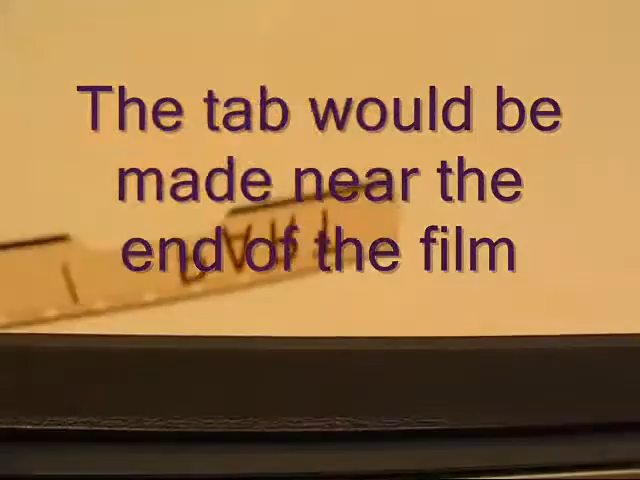 The tab would be
made near the
end of the film